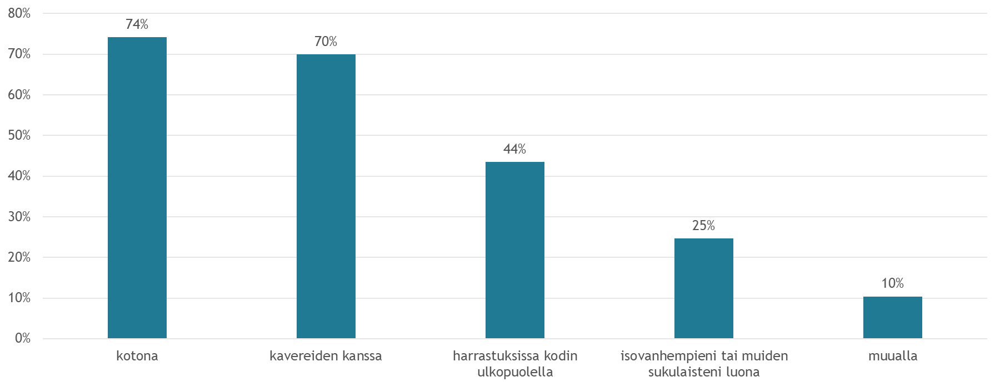 80%
74%
70%
70%
60%
50%
44%
40%
30%
25%
20%
10%
10%
0%
kotona
kavereiden kanssa
harrastuksissa kodin
ulkopuolella
isovanhempieni tai muiden
sukulaisteni luona
muualla